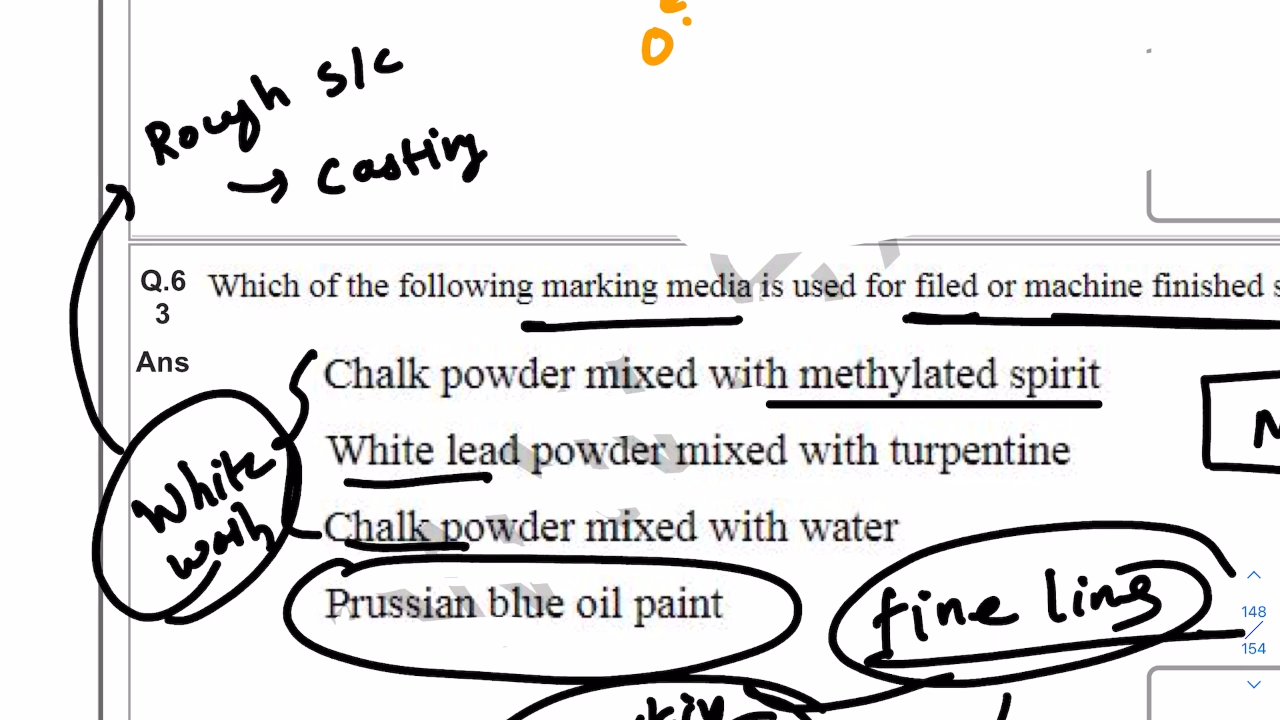 Rough s/c
→ Casting
Q.6
3
Which of the following marking media is used for filed or machine finished s
Ans
Chalk powder mixed with methylated spirit
White lead powder mixed with turpentine
Chalk powder mixed with water
Prussian blue oil paint
White
wash
fine line
148
154